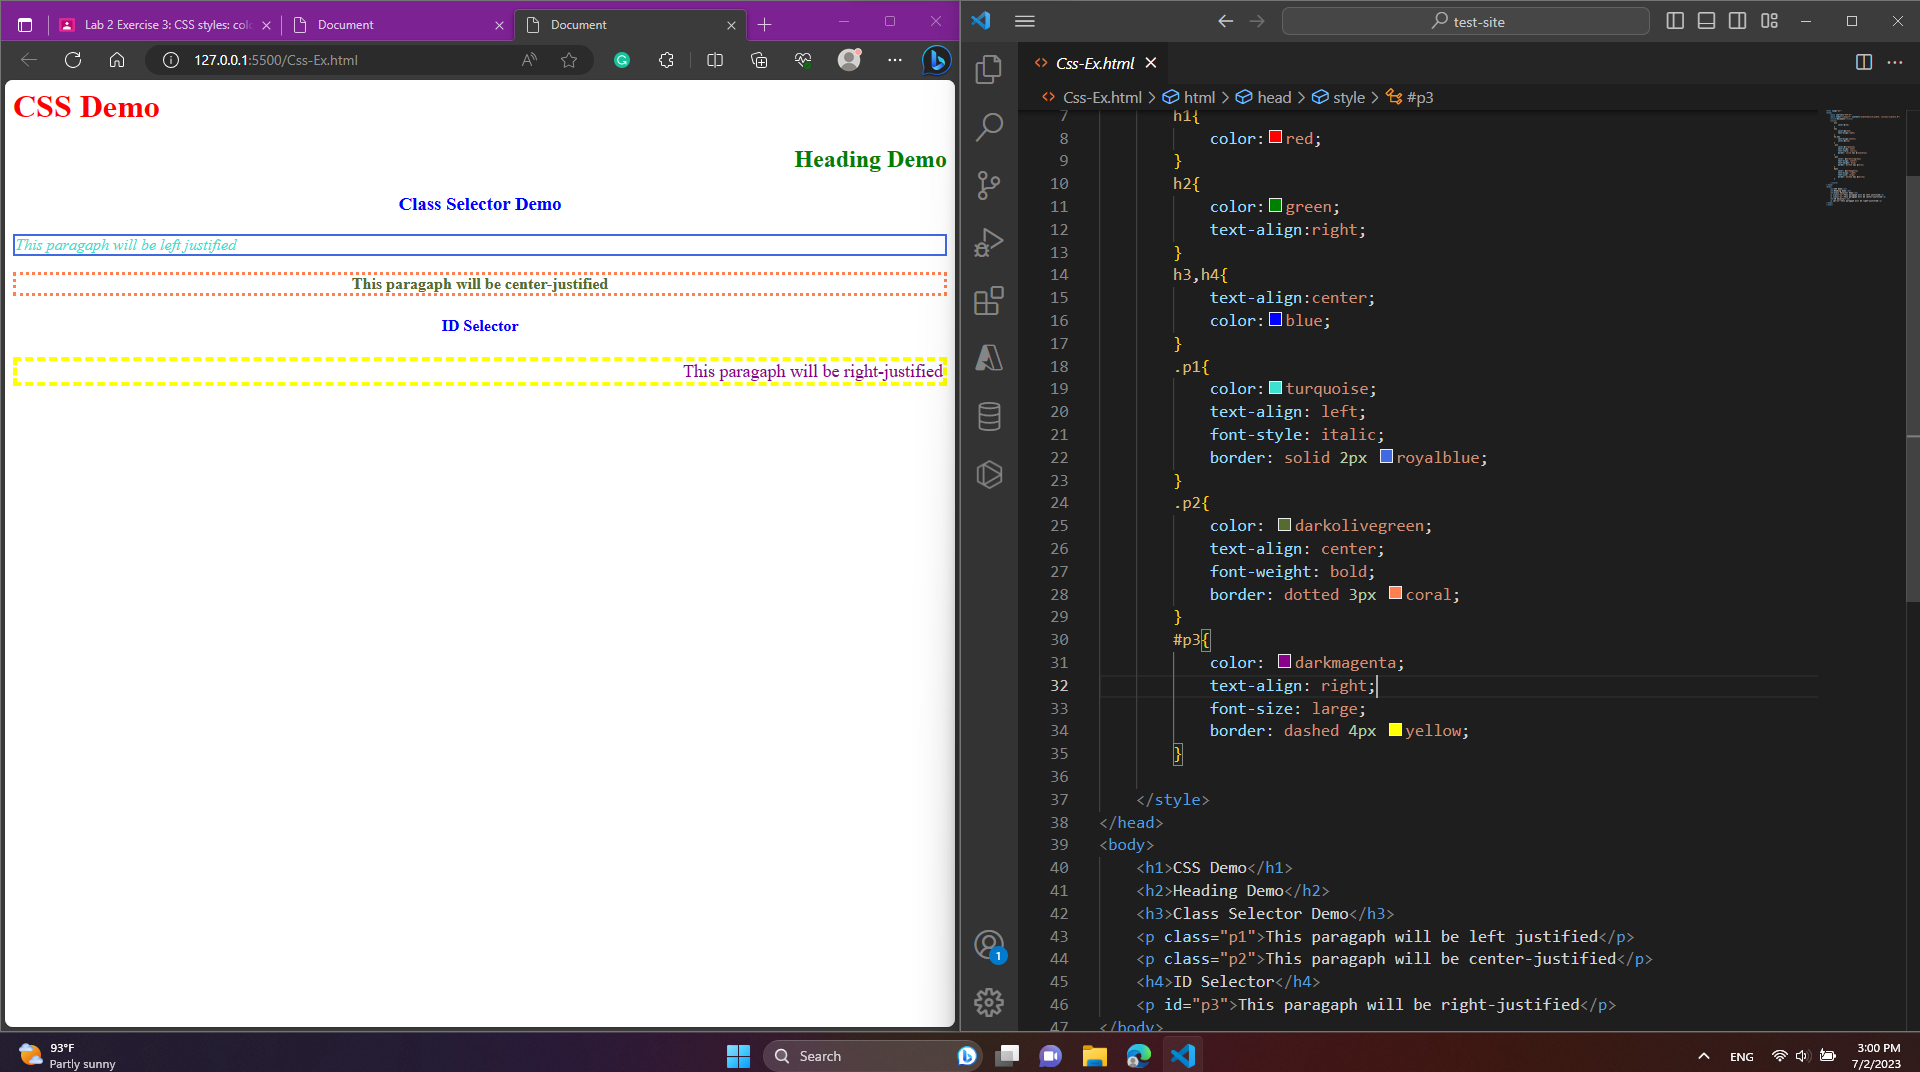 Lab 2 Exercise 3: CSS styles: col
Document
Document
127.0.0.1:5500/Css-Ex.html
CSS Demo
Heading Demo
Class Selector Demo
This paragaph will be left justified
This paragaph will be center-justified
ID Selector
This paragaph will be right-justified
test-site
Css-Ex.html
Css-Ex.html > html > head > style > #p3
7 h1{
8 color: red;
9 }
10 h2{
11 color: green;
12 text-align:right;
13 }
14 h3,h4{
15 text-align:center;
16 color: blue;
17 }
18 .p1{
19 color: turquoise;
20 text-align: left;
21 font-style: italic;
22 border: solid 2px royalblue;
23 }
24 .p2{
25 color: darkolivegreen;
26 text-align: center;
27 font-weight: bold;
28 border: dotted 3px coral;
29 }
30 #p3{
31 color: darkmagenta;
32 text-align: right;
33 font-size: large;
34 border: dashed 4px yellow;
35 }
36
37 </style>
38 </head>
39 <body>
40 <h1>CSS Demo</h1>
41 <h2>Heading Demo</h2>
42 <h3>Class Selector Demo</h3>
43 <p class="p1">This paragaph will be left justified</p>
44 <p class="p2">This paragaph will be center-justified</p>
45 <h4>ID Selector</h4>
46 <p id="p3">This paragaph will be right-justified</p>
47 </body>
1
93°F
Partly sunny
Search
ENG
3:00 PM
7/2/2023